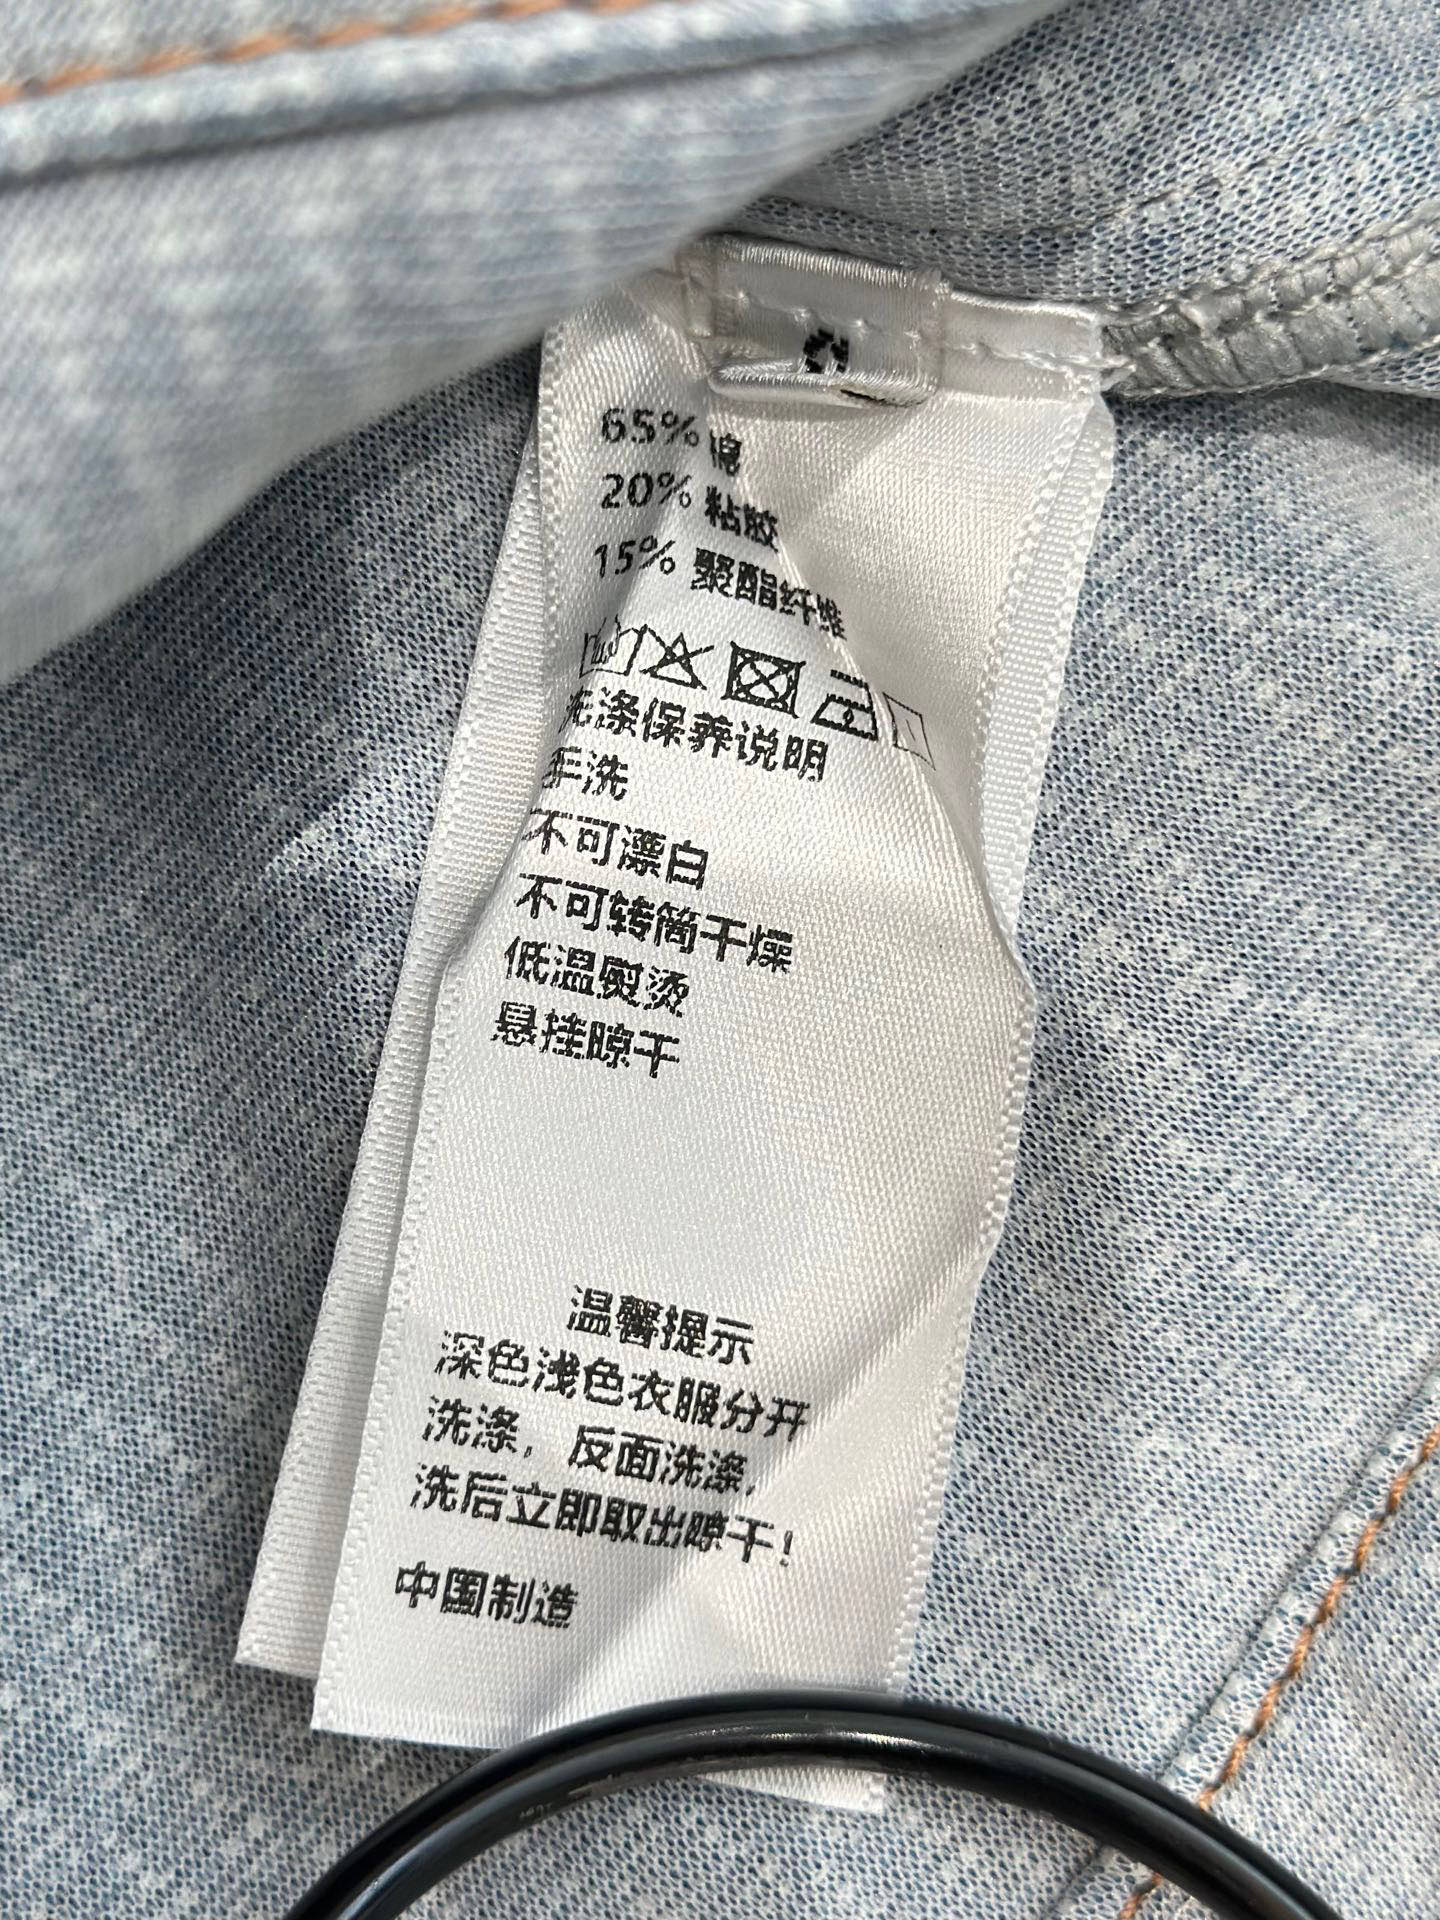 65% 棉
20% 粘胶
15% 聚酯纤维
洗涤保养说明
手洗
不可漂白
不可转筒干燥
低温熨烫
悬挂晾干
温馨提示
深色浅色衣服分开
洗涤，反面洗涤，
洗后立即取出晾干！
中国制造